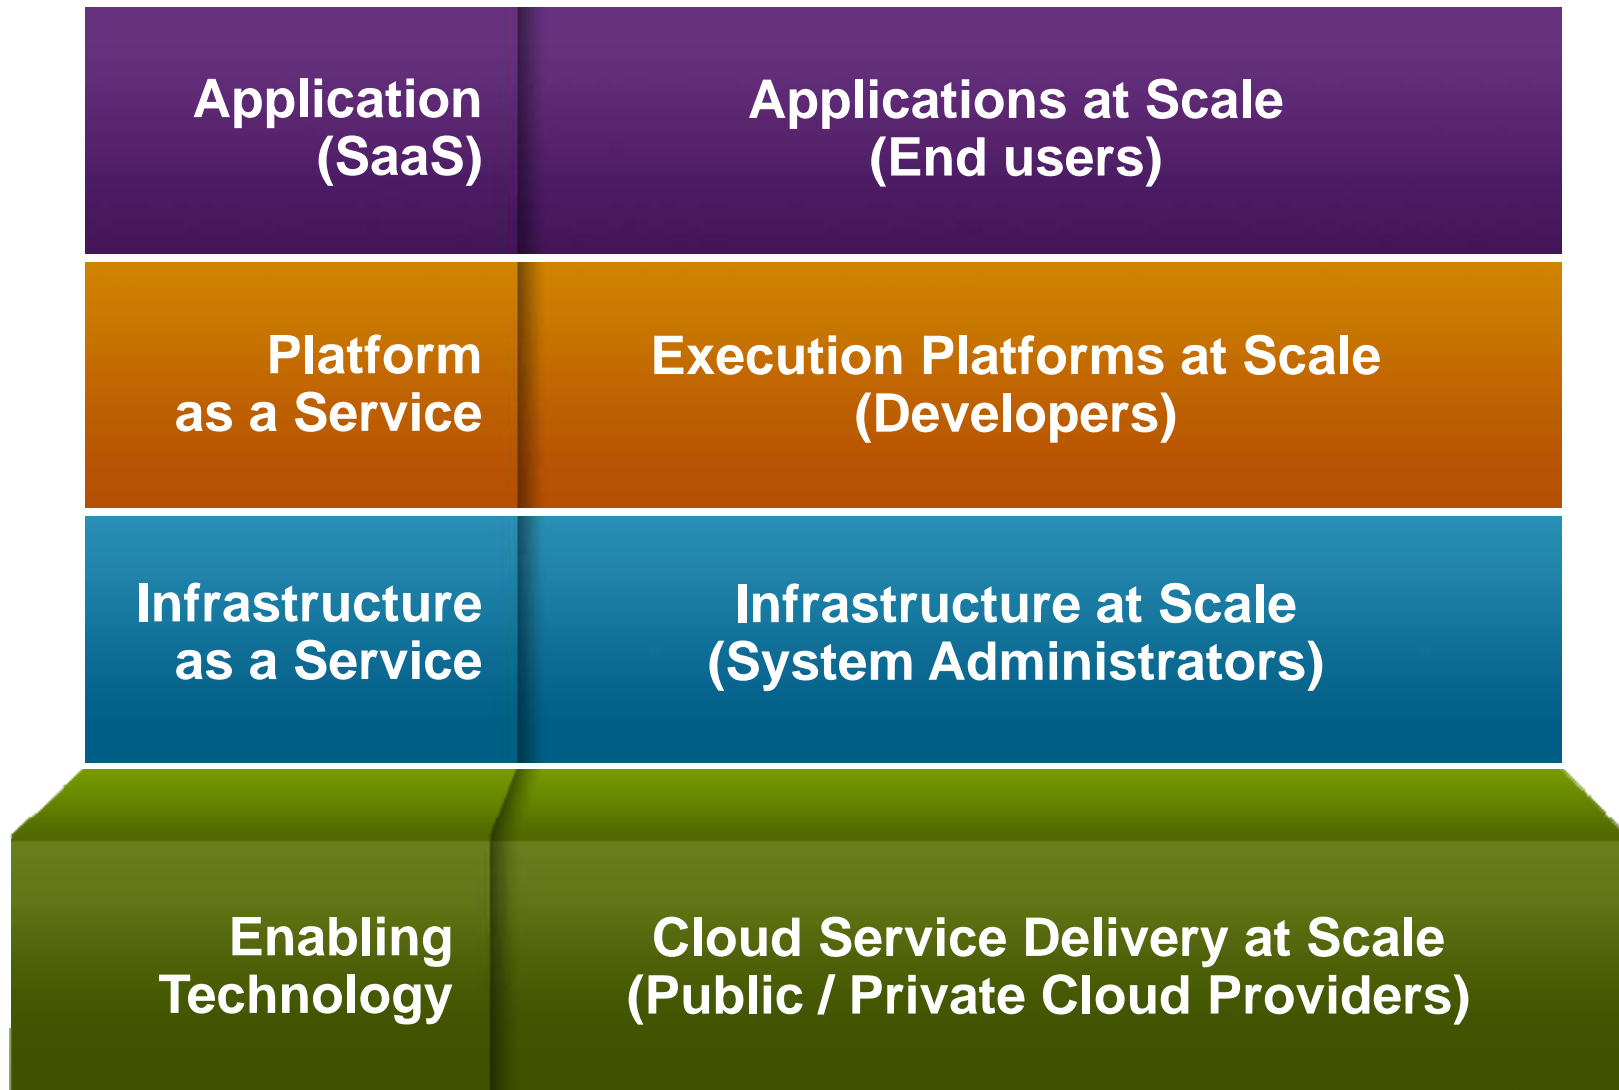 Application
(SaaS)
Applications at Scale
(End users)
Platform
as a Service
Execution Platforms at Scale
(Developers)
Infrastructure
as a Service
Infrastructure at Scale
(System Administrators)
Enabling
Technology
Cloud Service Delivery at Scale
(Public / Private Cloud Providers)